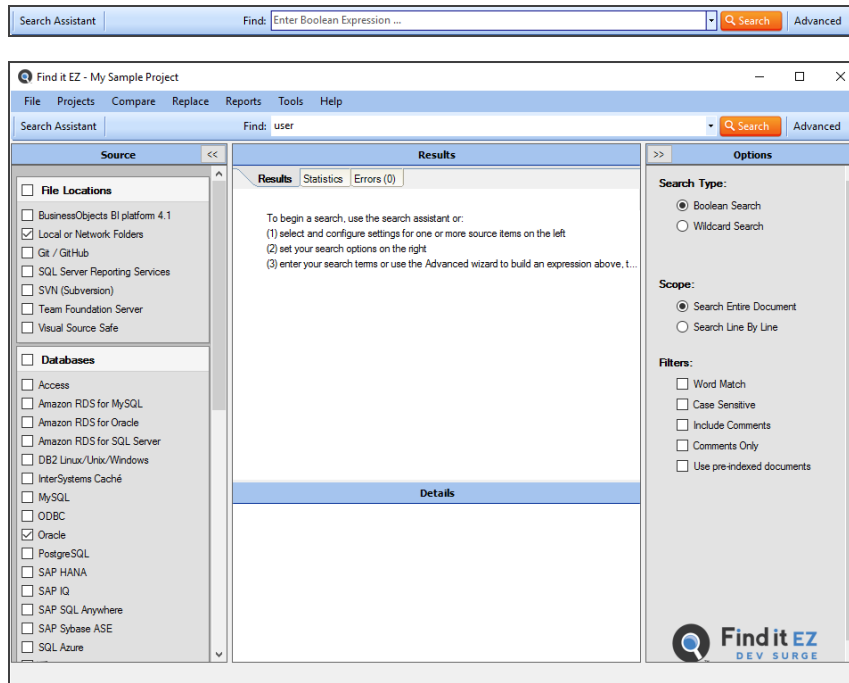 Search Assistant Find: Enter Boolean Expression ... Search Advanced
Find it EZ - My Sample Project
File Projects Compare Replace Reports Tools Help
Search Assistant Find: user Search Advanced
Source <<
File Locations
BusinessObjects BI platform 4.1
Local or Network Folders
Git / GitHub
SQL Server Reporting Services
SVN (Subversion)
Team Foundation Server
Visual Source Safe
Databases
Access
Amazon RDS for MySQL
Amazon RDS for Oracle
Amazon RDS for SQL Server
DB2 Linux/Unix/Windows
InterSystems Caché
MySQL
ODBC
Oracle
PostgreSQL
SAP HANA
SAP IQ
SAP SQL Anywhere
SAP Sybase ASE
SQL Azure
Results
Results Statistics Errors (0)
To begin a search, use the search assistant or:
(1) select and configure settings for one or more source items on the left
(2) set your search options on the right
(3) enter your search terms or use the Advanced wizard to build an expression above, t...
Details
>> Options
Search Type:
Boolean Search
Wildcard Search
Scope:
Search Entire Document
Search Line By Line
Filters:
Word Match
Case Sensitive
Include Comments
Comments Only
Use pre-indexed documents
Find it EZ
DEV SURGE